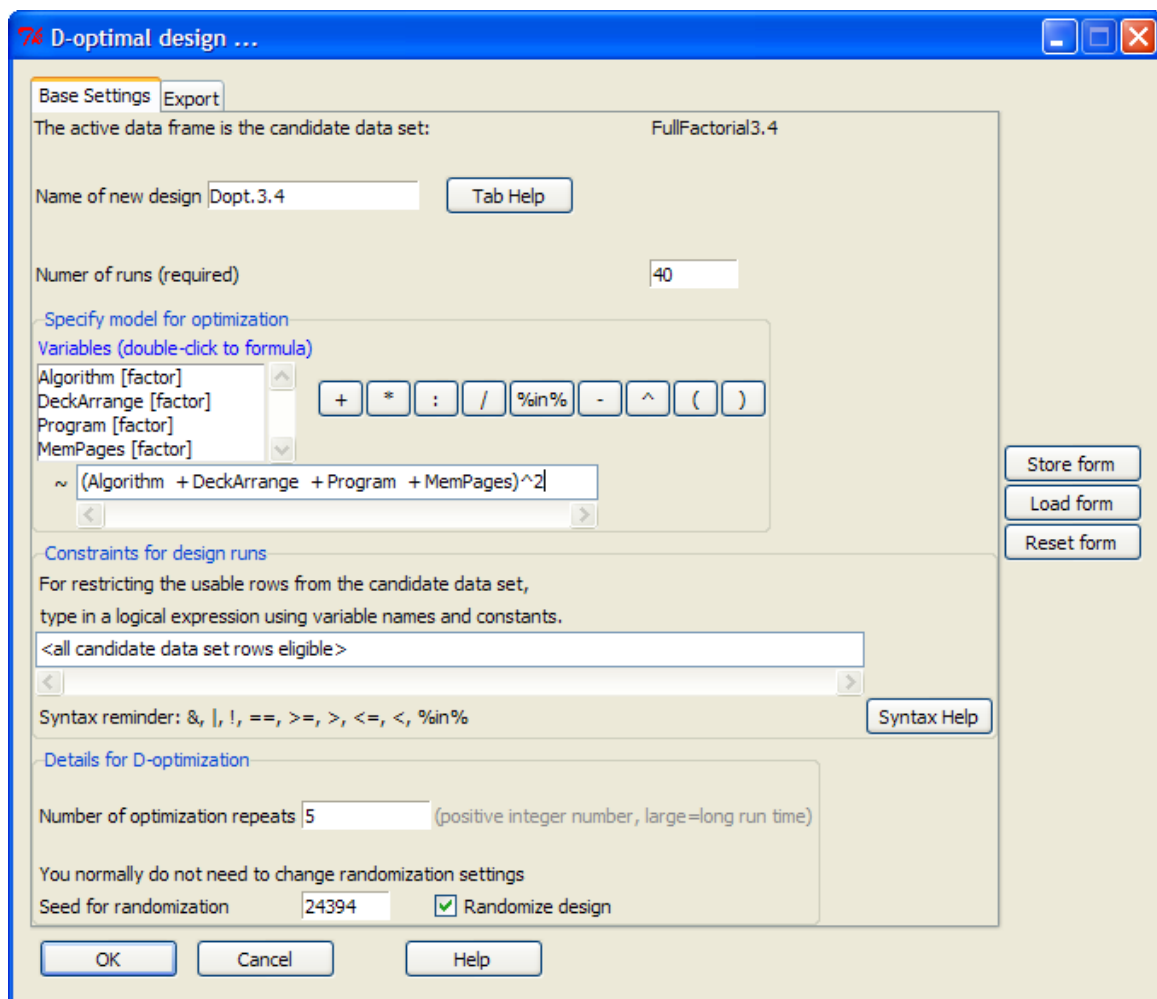 D-optimal design ...
Base Settings Export
The active data frame is the candidate data set: FullFactorial3.4
Name of new design Dopt.3.4 Tab Help
Numer of runs (required) 40
Specify model for optimization
Variables (double-click to formula)
Algorithm [factor]
DeckArrange [factor]
Program [factor]
MemPages [factor]
+ * : / %in% - ^ ( )
~ (Algorithm + DeckArrange + Program + MemPages)^2
Store form
Load form
Reset form
Constraints for design runs
For restricting the usable rows from the candidate data set,
type in a logical expression using variable names and constants.
<all candidate data set rows eligible>
Syntax reminder: &, |, !, ==, >=, >, <=, <, %in% Syntax Help
Details for D-optimization
Number of optimization repeats 5 (positive integer number, large=long run time)
You normally do not need to change randomization settings
Seed for randomization 24394 Randomize design
OK Cancel Help